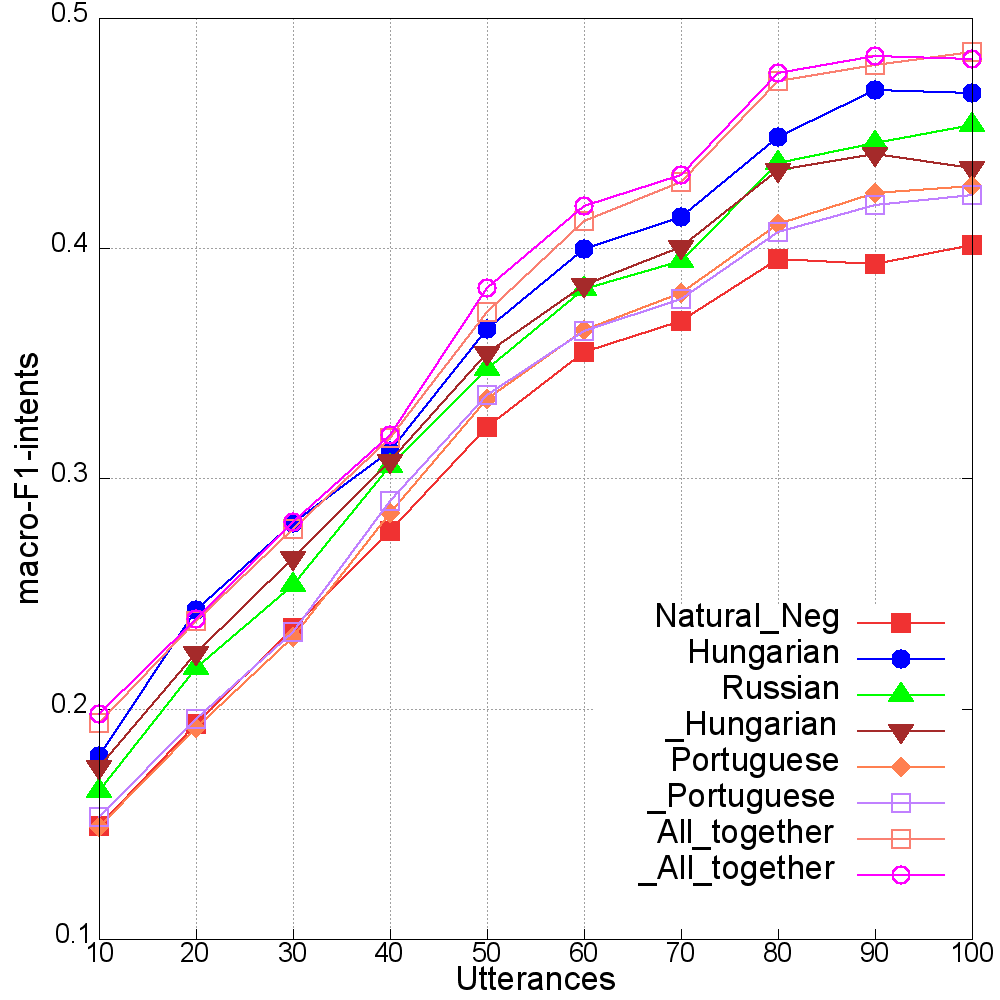 0.5
0.4
0.3
0.2
0.1
macro-F1-intents
Natural_Neg
Hungarian
Russian
_Hungarian
Portuguese
_Portuguese
All_together
_All_together
10 20 30 40 50 60 70 80 90 100
Utterances